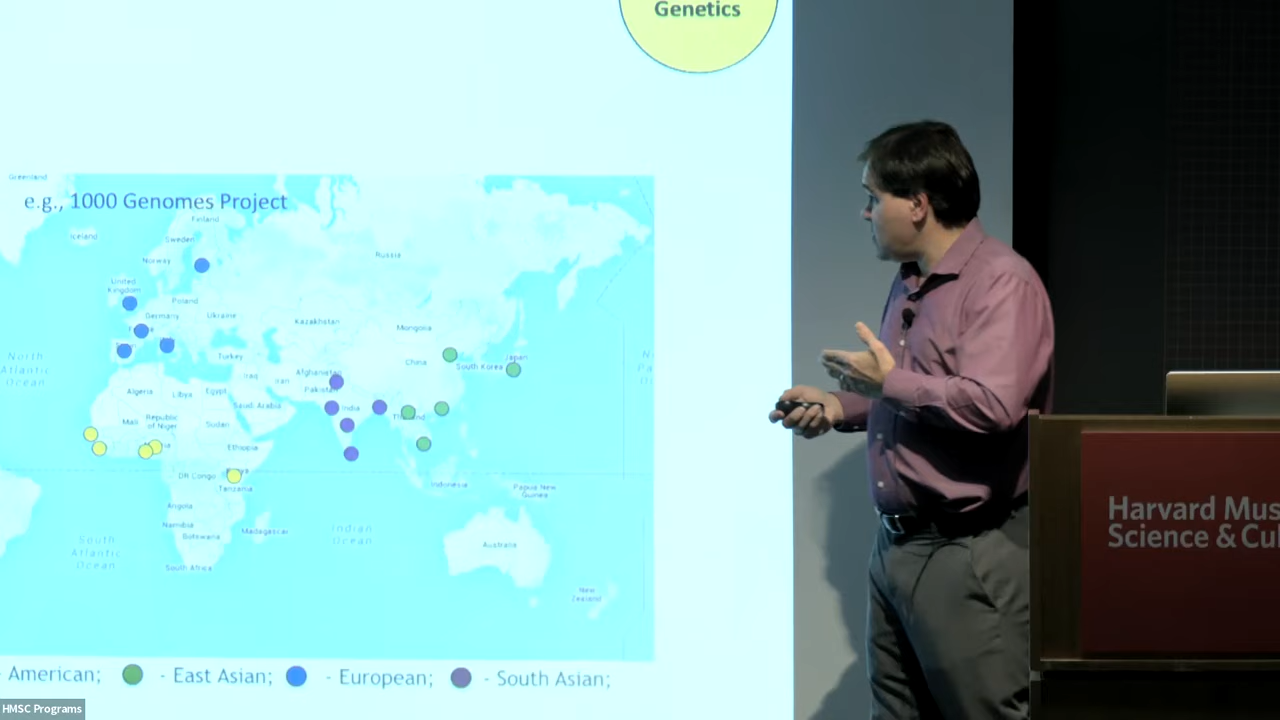 Genetics
Greenland
e.g., 1000 Genomes Project
Finland
Iceland
Sweden
Norway
Russia
United
Kingdom
Poland
Germany
Ukraine
Kazakhstan
Mongolia
North
Atlantic
Ocean
Turkey
China
South Korea
Japan
Iraq
Iran
Afghanistan
Pakistan
Algeria
Libya
Egypt
Saudi Arabia
India
Mali
Republic
of Niger
Sudan
Ethiopia
DR Congo
Tanzania
Indonesia
Papua New
Guinea
Angola
Namibia
Botswana
Madagascar
Indian
Ocean
Australia
South
Atlantic
Ocean
South Africa
New
Zealand
- American; - East Asian; - European; - South Asian;
Harvard Mus
Science & Cul
HMSC Programs